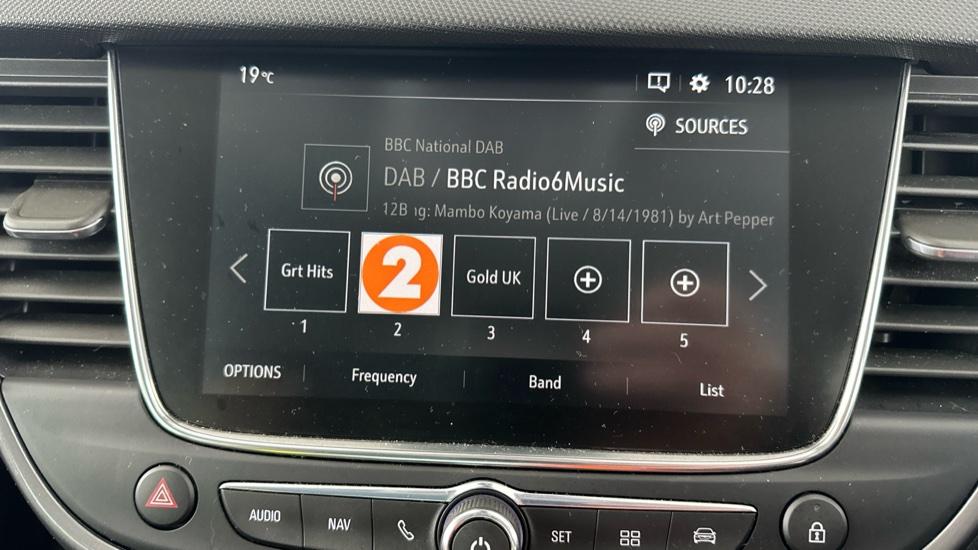 19°C
10:28
SOURCES
BBC National DAB
DAB / BBC Radio6Music
12B ıg: Mambo Koyama (Live / 8/14/1981) by Art Pepper
Grt Hits
2
Gold UK
1 2 3 4 5
OPTIONS Frequency Band List
AUDIO NAV SET